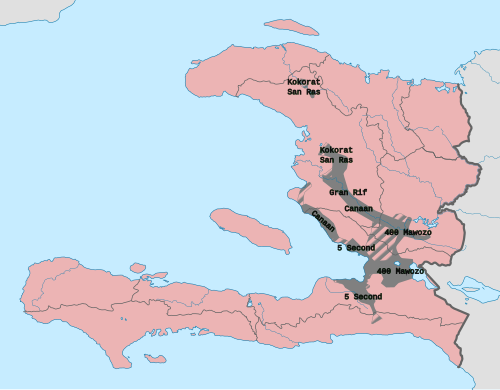 Kokorat
San Ras
Kokorat
San Ras
Gran Rif
Canaan
Canaan
400 Mawozo
5 Second
400 Mawozo
5 Second